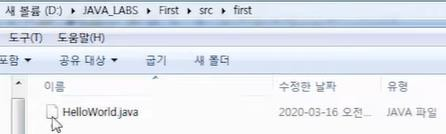 새 볼륨 (D:) ▸ JAVA_LABS ▸ First ▸ src ▸ first
도구(T) 도움말(H)
포함 ▾ 공유 대상 ▾ 굽기 새 폴더
이름 수정한 날짜 유형
HelloWorld.java 2020-03-16 오전... JAVA 파일